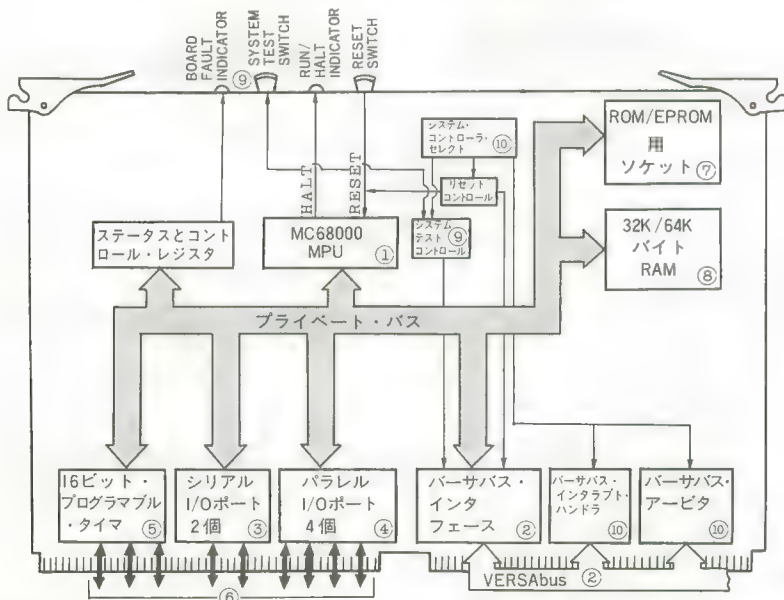 BOARD
FAULT
INDICATOR
⑨
SYSTEM
TEST
SWITCH
RUN/
HALT
INDICATOR
RESET
SWITCH
システム・
コントローラ・
セレクト ⑩
ROM/EPROM
用
ソケット ⑦
HALT
RESET
リセット
コントロール
ステータスとコント
ロール・レジスタ
MC68000
MPU ①
システム
テスト ⑨
コントロール
32K/64K
バイト
RAM ⑧
プライベート・バス
16ビット・
プログラマブル
・タイマ ⑤
シリアル
I/Oポート
2個 ③
パラレル
I/Oポート
4個 ④
バーサバス・
インタ
フェース ②
バーサバス・
インタラプト・
ハンドラ
⑩
バーサバス・
アービタ
⑩
VERSAbus ②
⑥